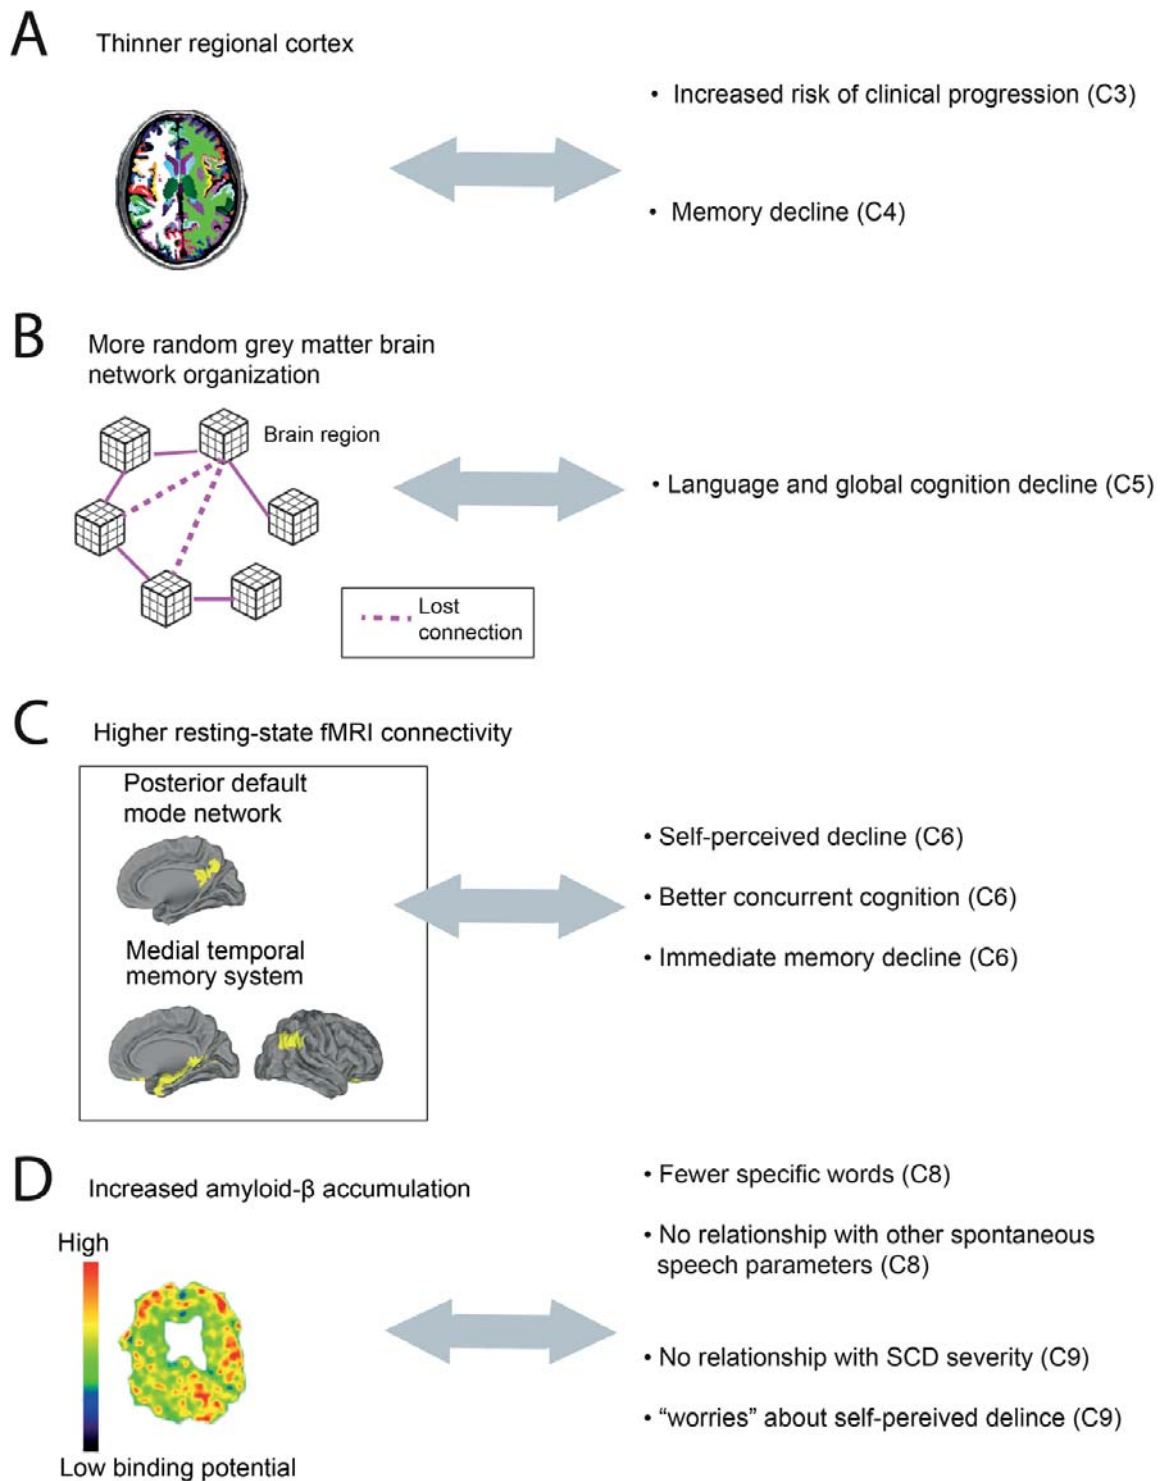 A
Thinner regional cortex
• Increased risk of clinical progression (C3)
• Memory decline (C4)
B
More random grey matter brain
network organization
Brain region
• Language and global cognition decline (C5)
Lost
connection
C
Higher resting-state fMRI connectivity
Posterior default
mode network
Medial temporal
memory system
• Self-perceived decline (C6)
• Better concurrent cognition (C6)
• Immediate memory decline (C6)
D
Increased amyloid-β accumulation
High
Low binding potential
• Fewer specific words (C8)
• No relationship with other spontaneous
speech parameters (C8)
• No relationship with SCD severity (C9)
• “worries” about self-pereived delince (C9)